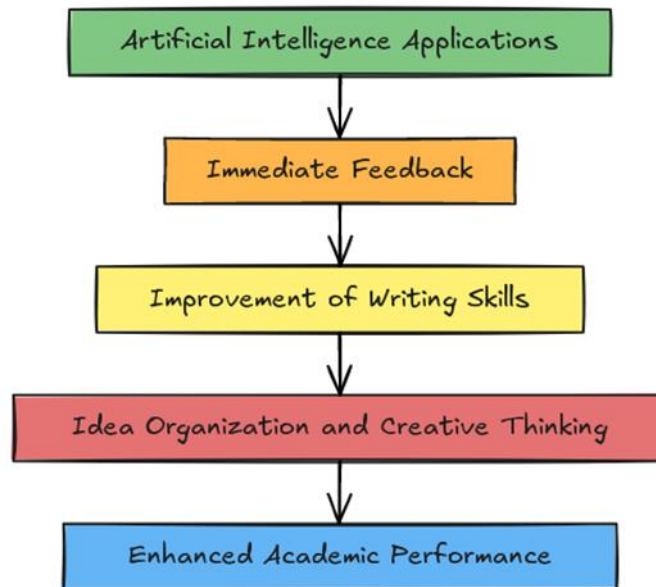 Artificial Intelligence Applications
Immediate Feedback
Improvement of Writing Skills
Idea Organization and Creative Thinking
Enhanced Academic Performance